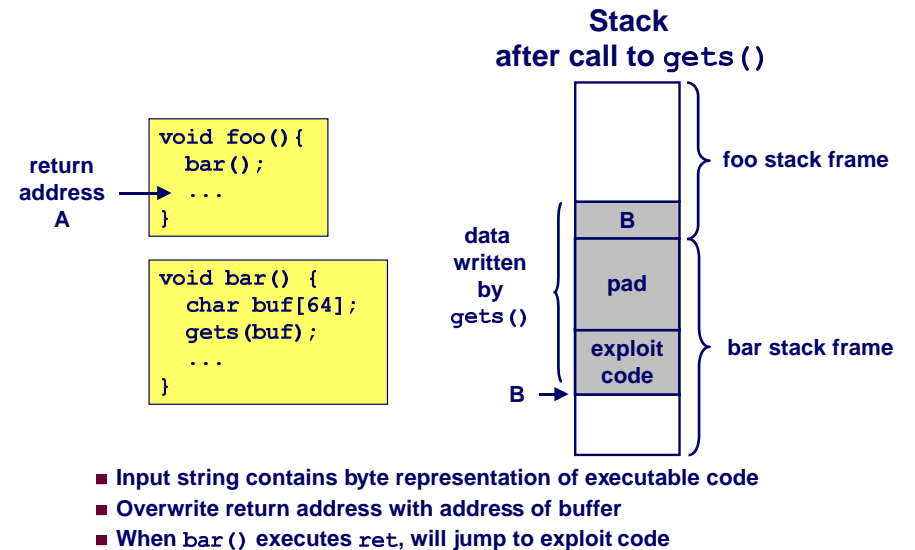 Stack
after call to gets()
void foo(){
bar();
...
}
return
address
A
void bar() {
char buf[64];
gets(buf);
...
}
data
written
by
gets()
B
pad
exploit
code
B
foo stack frame
bar stack frame
Input string contains byte representation of executable code
Overwrite return address with address of buffer
When bar() executes ret, will jump to exploit code